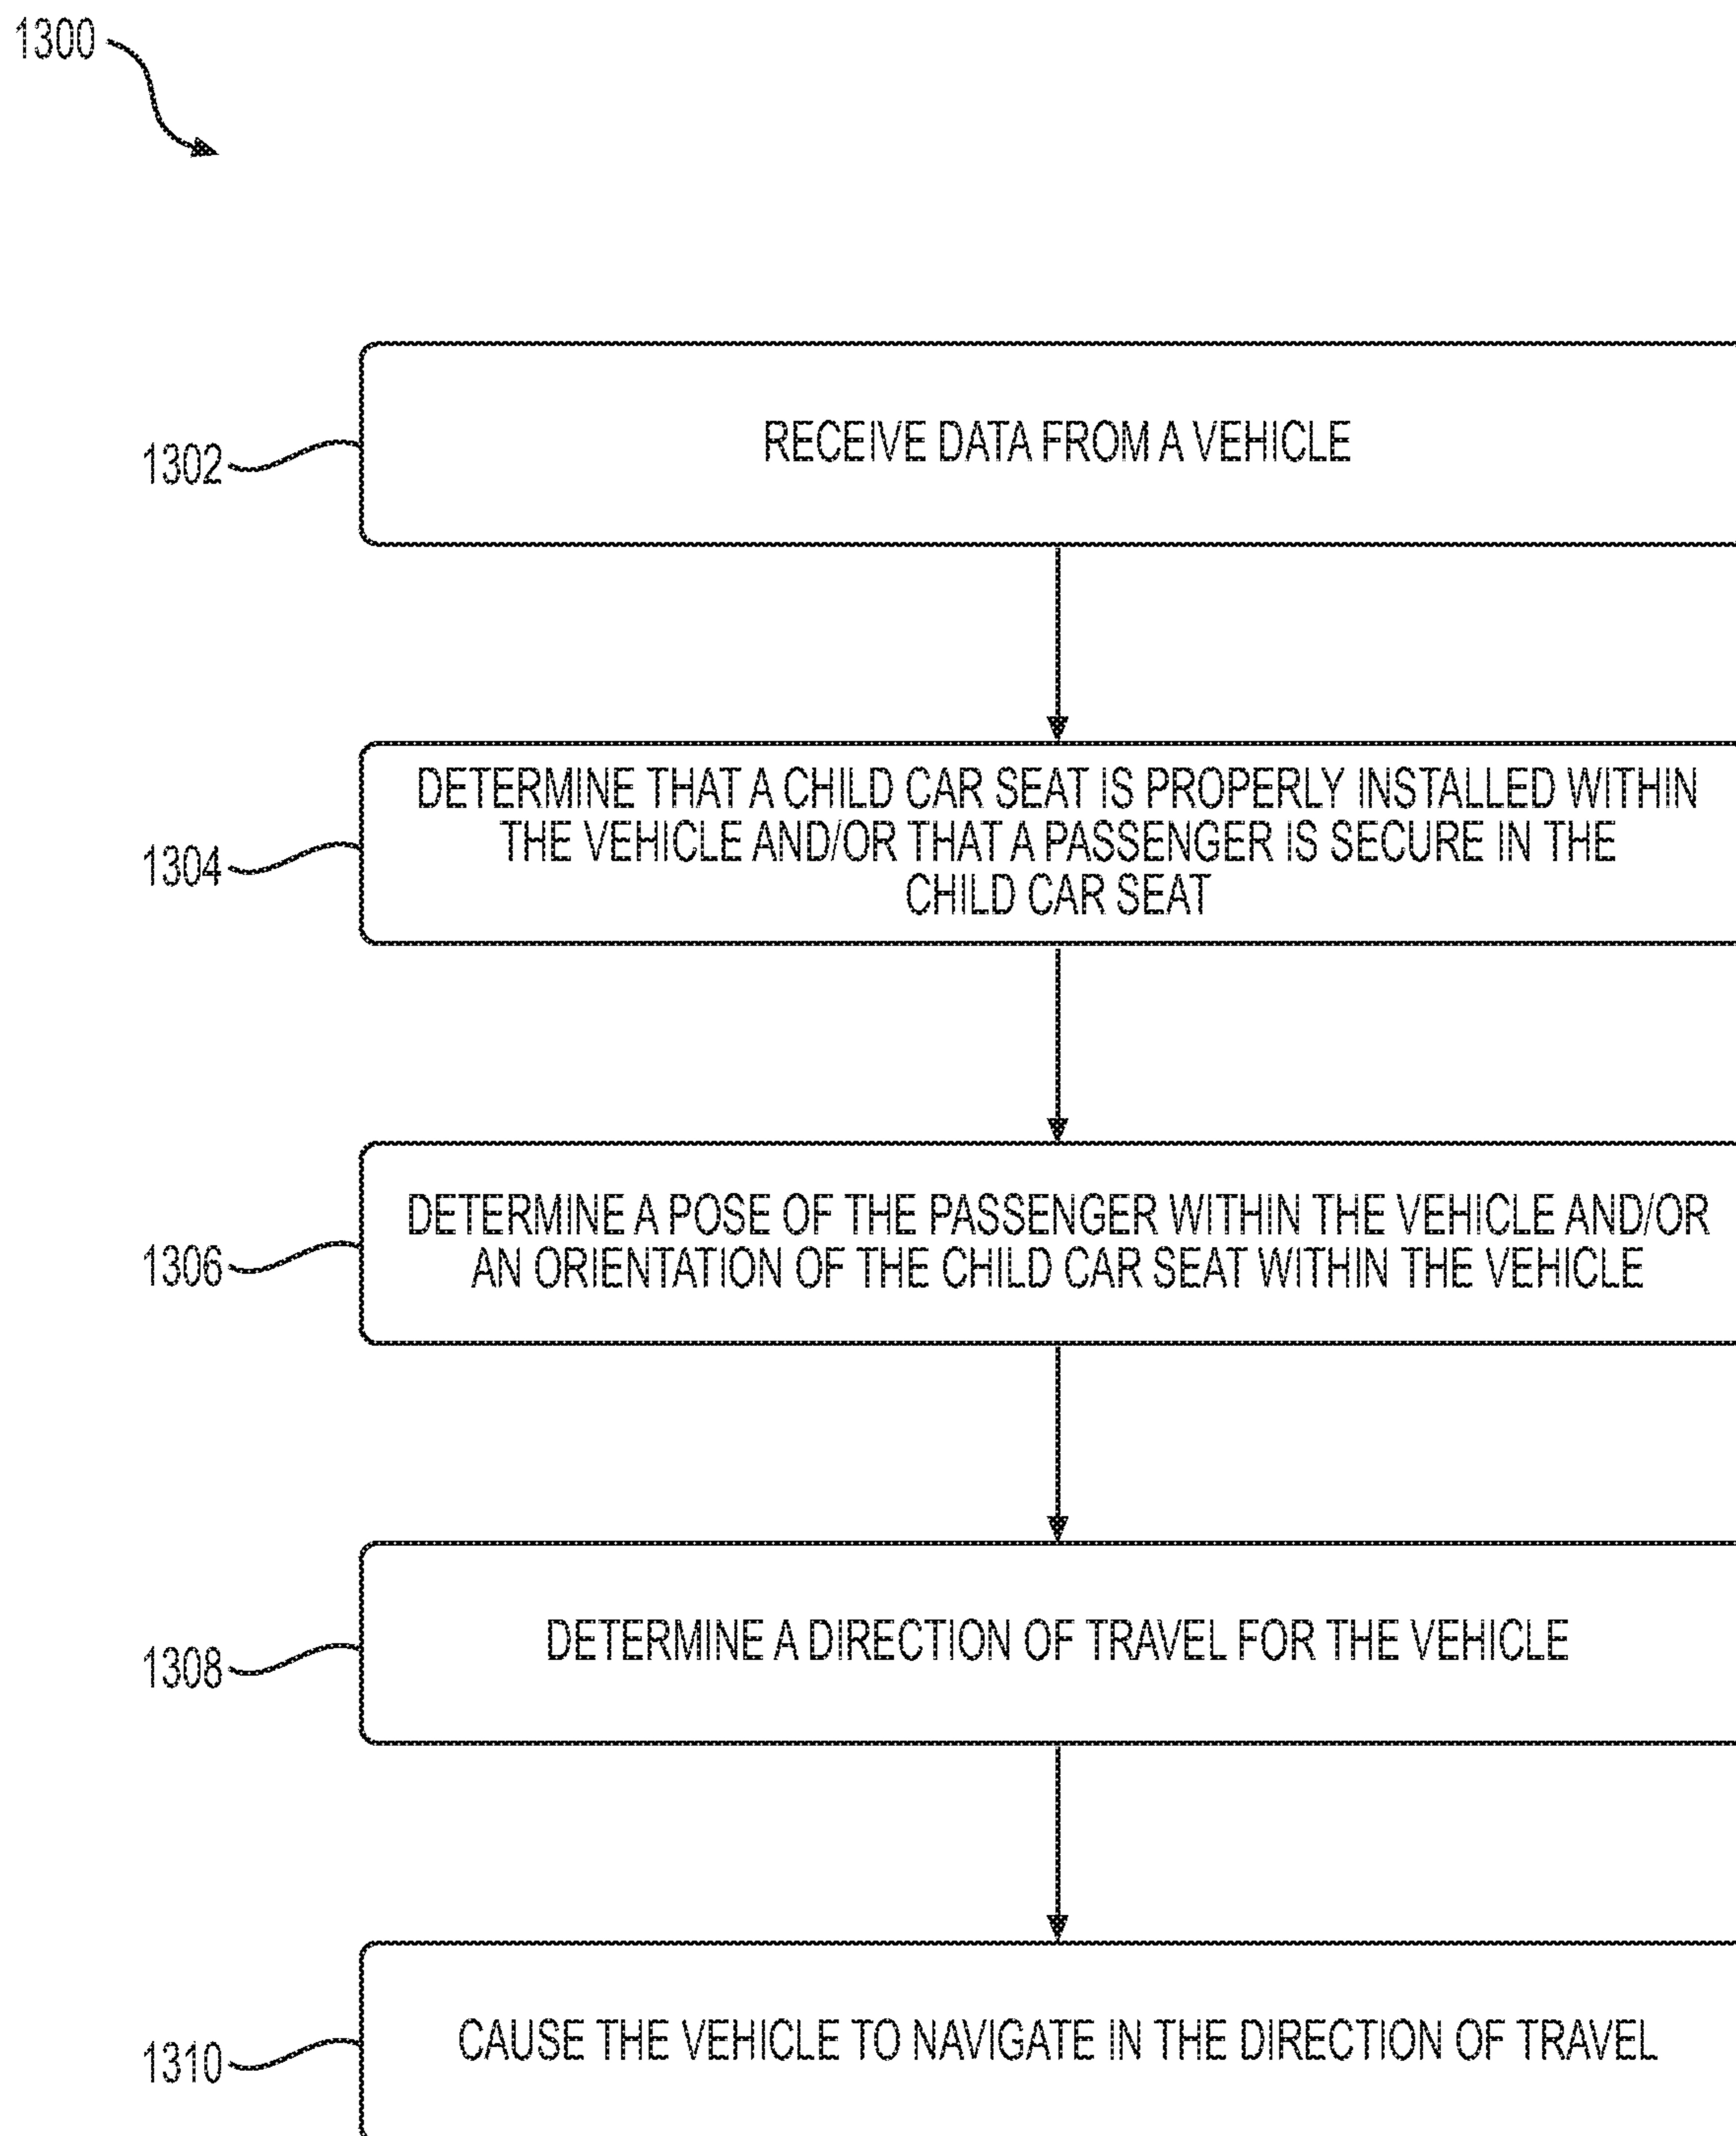 1300
RECEIVE DATA FROM A VEHICLE
1302
DETERMINE THAT A CHILD CAR SEAT IS PROPERLY INSTALLED WITHIN
THE VEHICLE AND/OR THAT A PASSENGER IS SECURE IN THE
CHILD CAR SEAT
1304
DETERMINE A POSE OF THE PASSENGER WITHIN THE VEHICLE AND/OR
AN ORIENTATION OF THE CHILD CAR SEAT WITHIN THE VEHICLE
1306
DETERMINE A DIRECTION OF TRAVEL FOR THE VEHICLE
1308
CAUSE THE VEHICLE TO NAVIGATE IN THE DIRECTION OF TRAVEL
1310